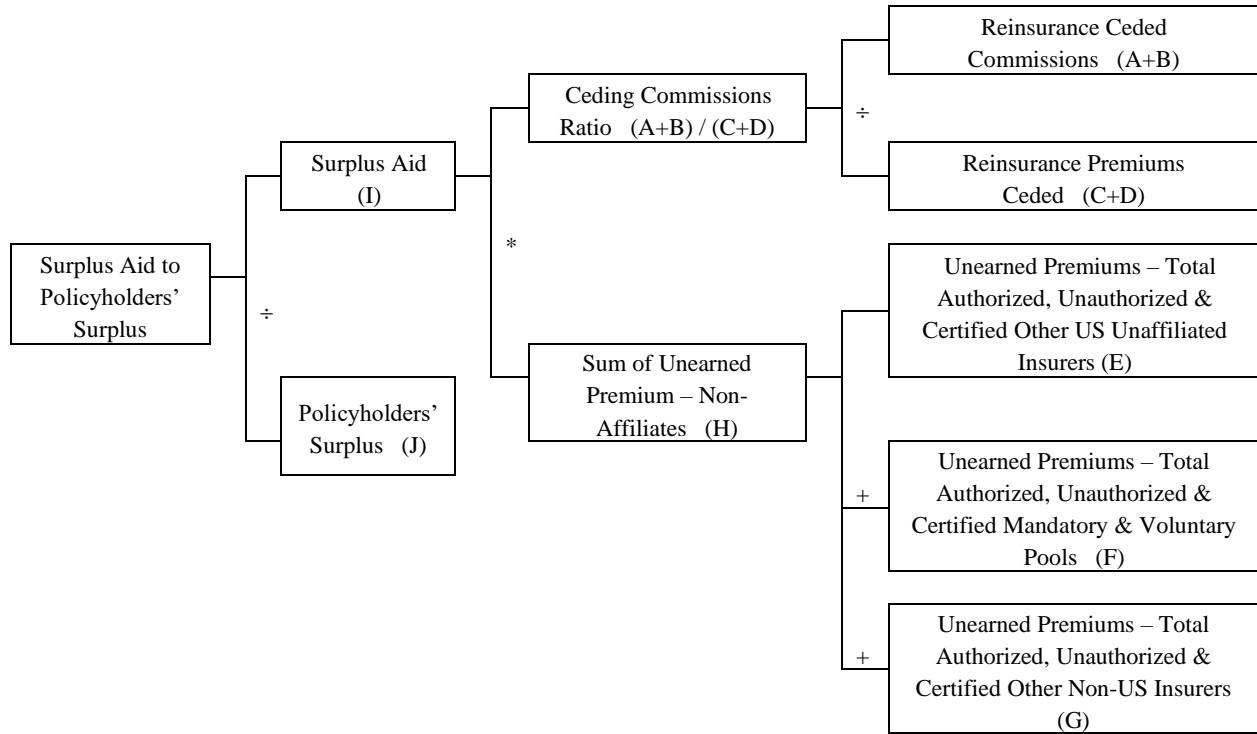 Surplus Aid to
Policyholders’
Surplus
÷
Surplus Aid
(I)
Policyholders’
Surplus (J)
*
Ceding Commissions
Ratio (A+B) / (C+D)
Sum of Unearned
Premium – Non-
Affiliates (H)
÷
Reinsurance Ceded
Commissions (A+B)
Reinsurance Premiums
Ceded (C+D)
Unearned Premiums – Total
Authorized, Unauthorized &
Certified Other US Unaffiliated
Insurers (E)
+
Unearned Premiums – Total
Authorized, Unauthorized &
Certified Mandatory & Voluntary
Pools (F)
+
Unearned Premiums – Total
Authorized, Unauthorized &
Certified Other Non-US Insurers
(G)